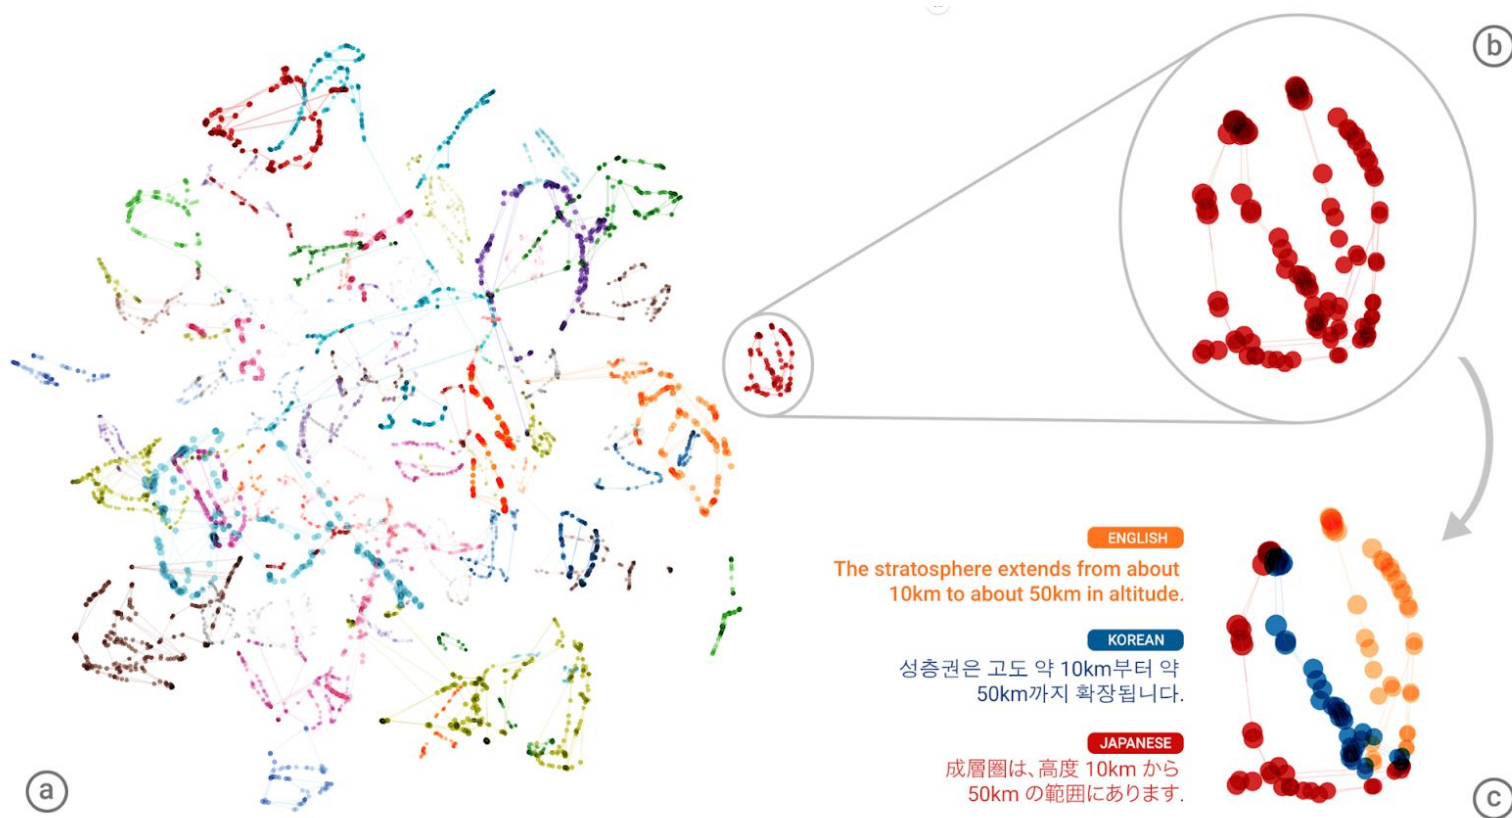 b
ENGLISH
The stratosphere extends from about
10km to about 50km in altitude.
KOREAN
성층권은 고도 약 10km부터 약
50km까지 확장됩니다.
JAPANESE
成層圏は、高度 10km から
50km の範囲にあります。
a
c